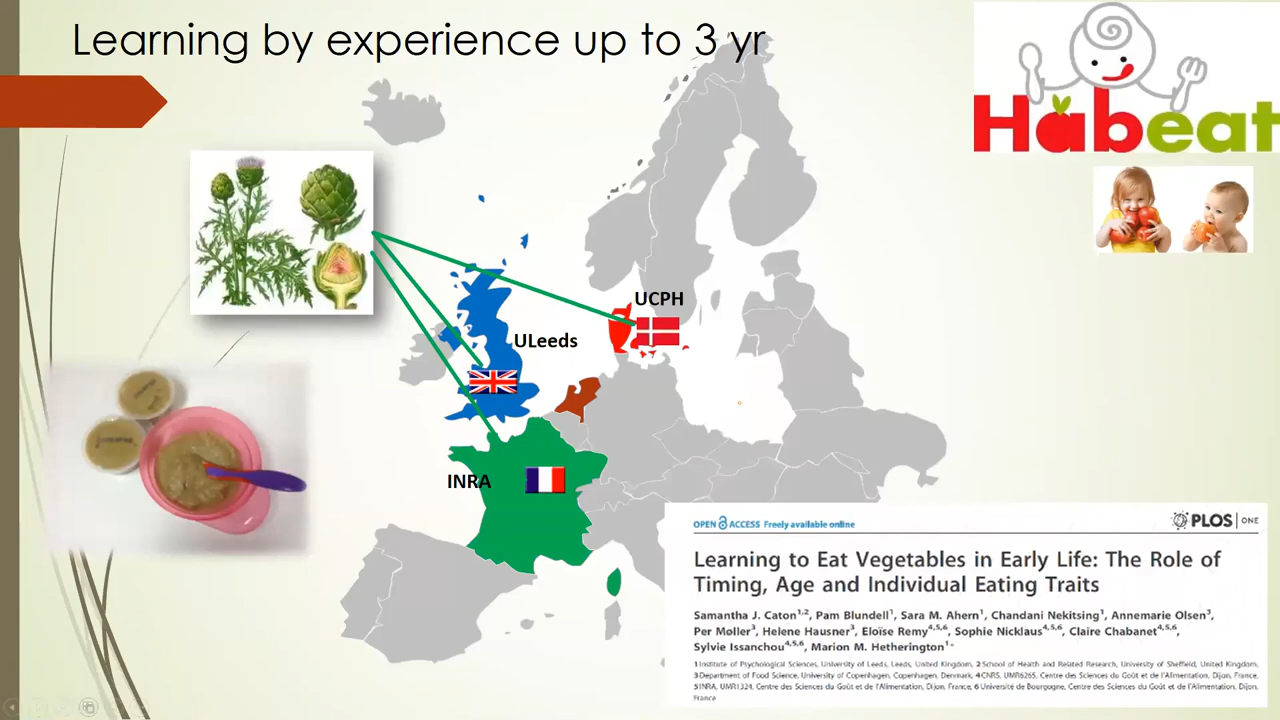 Learning by experience up to 3 yr
Habeat
UCPH
ULeeds
INRA
OPEN ACCESS Freely available online
PLOS | ONE
Learning to Eat Vegetables in Early Life: The Role of
Timing, Age and Individual Eating Traits
Samantha J. Caton1,2, Pam Blundell1, Sara M. Ahern1, Chandani Nekitsing1, Annemarie Olsen3,
Per Møller3, Helene Hausner3, Eloïse Remy4,5,6, Sophie Nicklaus4,5,6, Claire Chabanet4,5,6,
Sylvie Issanchou4,5,6, Marion M. Hetherington1*
1 Institute of Psychological Sciences, University of Leeds, Leeds, United Kingdom, 2 School of Health and Related Research, University of Sheffield, United Kingdom,
3 Department of Food Science, University of Copenhagen, Copenhagen, Denmark, 4 CNRS, UMR6265, Centre des Sciences du Goût et de l'Alimentation, Dijon, France,
5 INRA, UMR1324, Centre des Sciences du Goût et de l'Alimentation, Dijon, France, 6 Université de Bourgogne, Centre des Sciences du Goût et de l'Alimentation, Dijon,
France